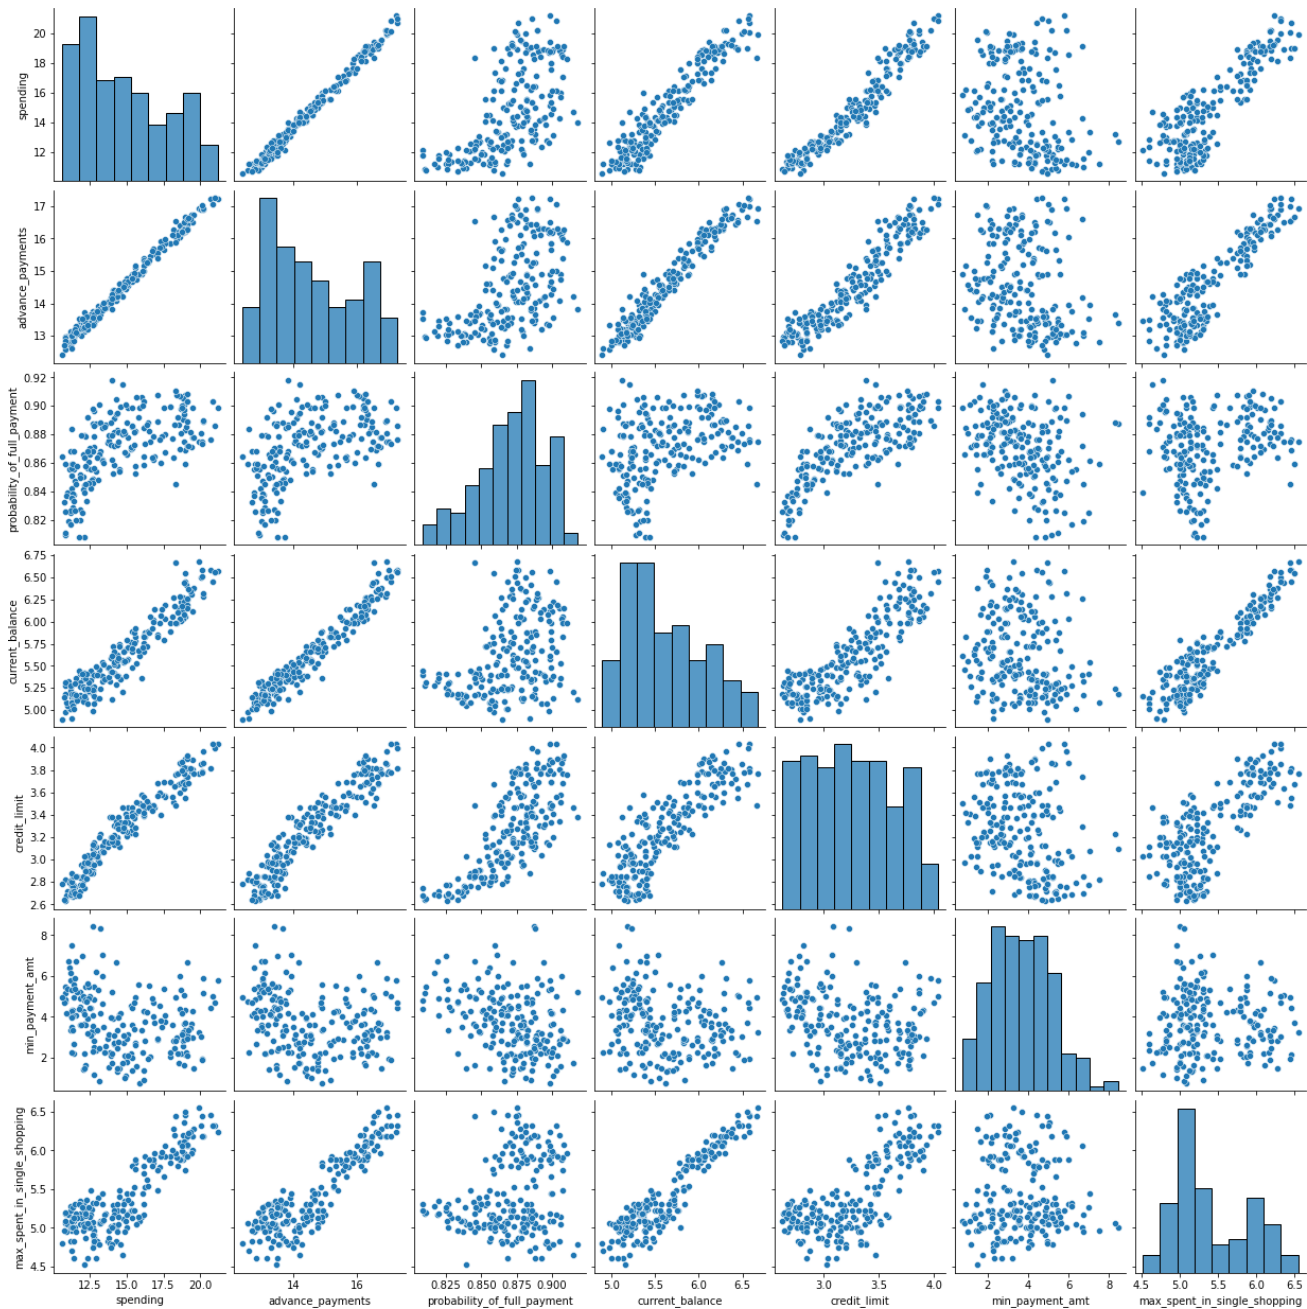 spending
20
18
16
14
12
advance_payments
17
16
15
14
13
probability_of_full_payment
0.92
0.90
0.88
0.86
0.84
0.82
current_balance
6.75
6.50
6.25
6.00
5.75
5.50
5.25
5.00
credit_limit
4.0
3.8
3.6
3.4
3.2
3.0
2.8
2.6
min_payment_amt
8
6
4
2
max_spent_in_single_shopping
6.5
6.0
5.5
5.0
4.5
12.5 15.0 17.5 20.0
spending
14 16
advance_payments
0.825 0.850 0.875 0.900
probability_of_full_payment
5.0 5.5 6.0 6.5
current_balance
3.0 3.5 4.0
credit_limit
2 4 6 8
min_payment_amt
4.5 5.0 5.5 6.0 6.5
max_spent_in_single_shopping